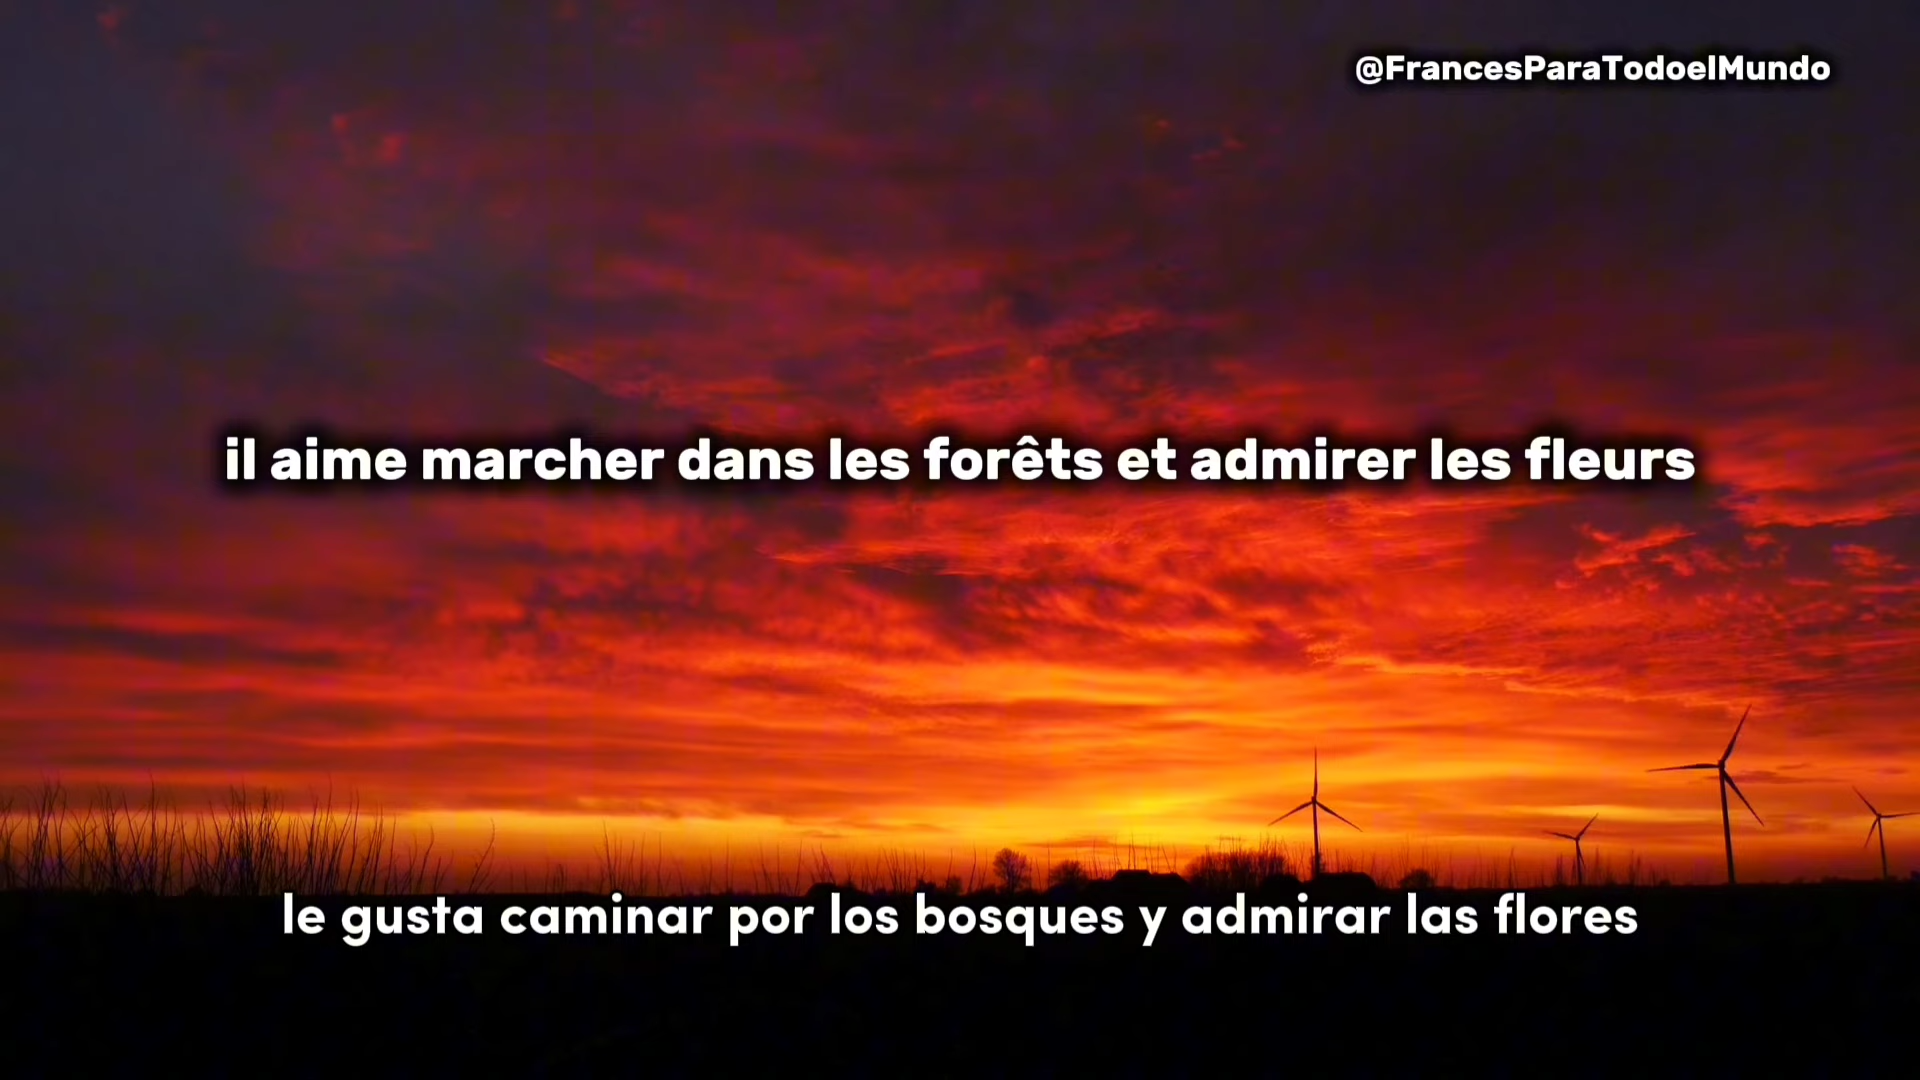 @FrancesParaTodoelMundo
il aime marcher dans les forêts et admirer les fleurs
le gusta caminar por los bosques y admirar las flores